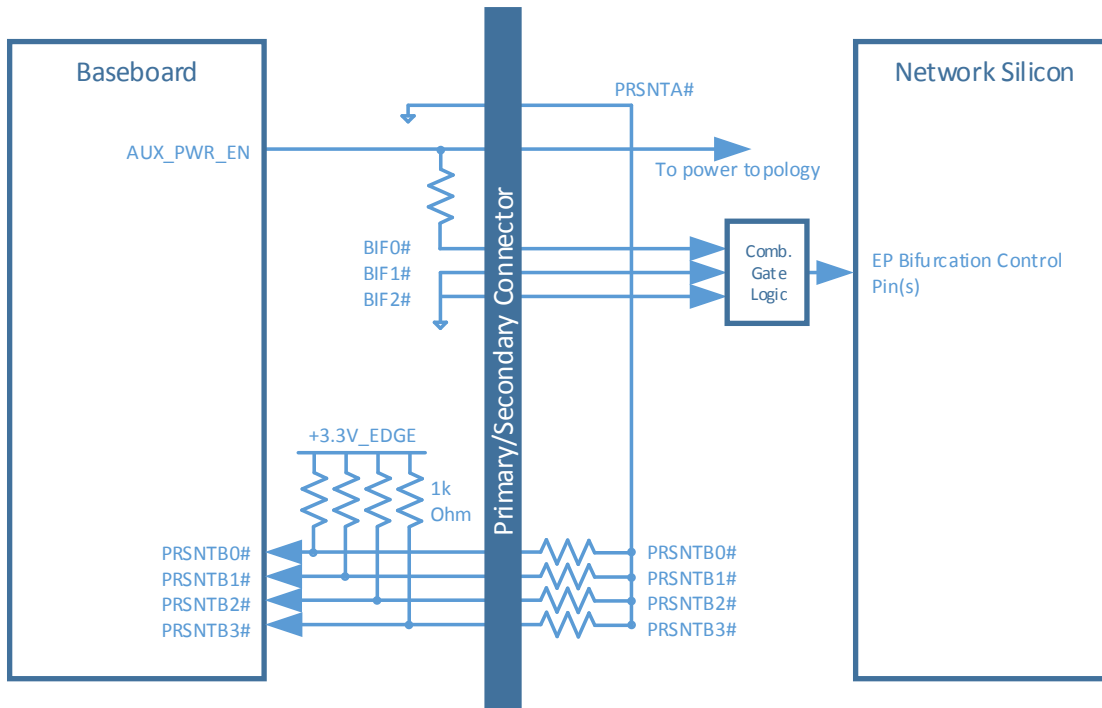 Baseboard
Network Silicon
PRSNTA#
AUX_PWR_EN
To power topology
BIF0#
BIF1#
BIF2#
Comb.
Gate
Logic
EP Bifurcation Control
Pin(s)
Primary/Secondary Connector
+3.3V_EDGE
1k
Ohm
PRSNTB0#
PRSNTB1#
PRSNTB2#
PRSNTB3#
PRSNTB0#
PRSNTB1#
PRSNTB2#
PRSNTB3#